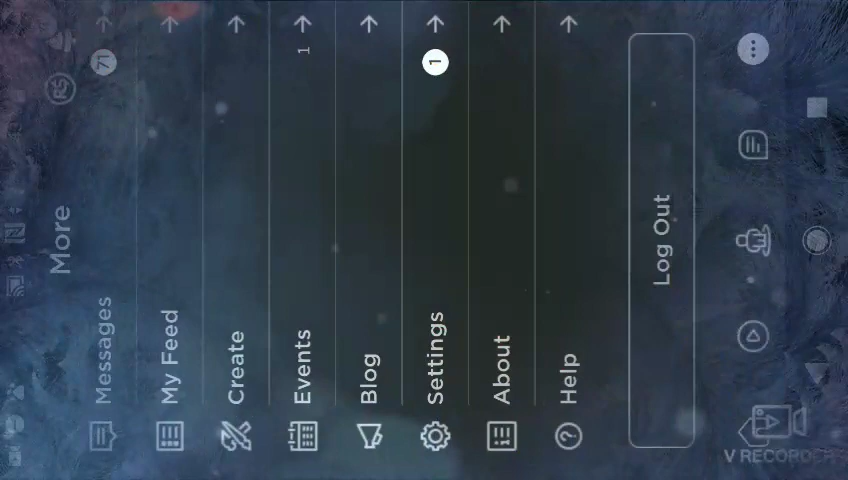 More
Messages 71
My Feed
Create
Events 1
Blog
Settings 1
About
Help
Log Out
V RECORDER